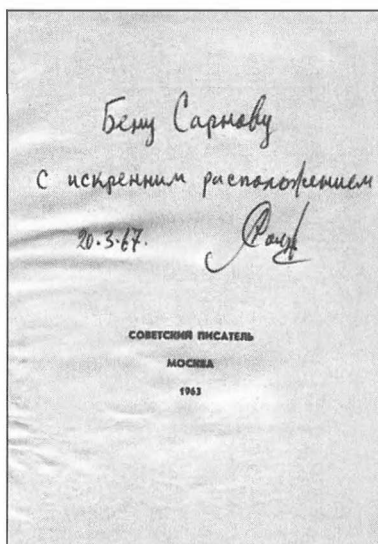 Бену Сарнову
с искренним расположением
20.3.67.
СОВЕТСКИЙ ПИСАТЕЛЬ
МОСКВА
1963